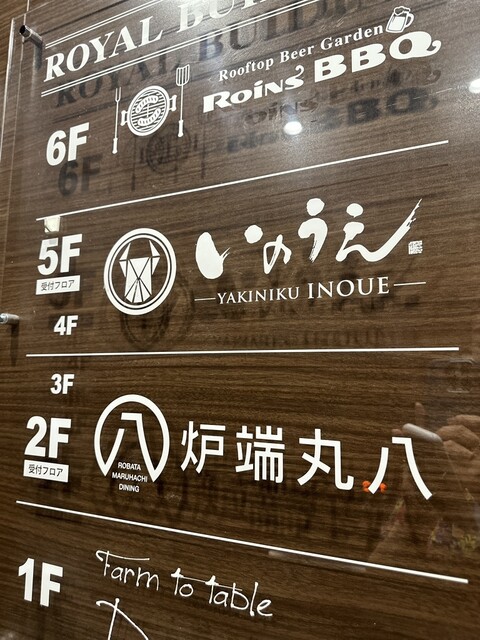 ROYAL
Rooftop Beer Garden
ROINS BBQ
6F
5F
受付フロア
いのうえ
YAKINIKU INOUE
4F
3F
2F
受付フロア
八
ROBATA
MARUHACHI
DINING
炉端丸八
1F
Farm to table